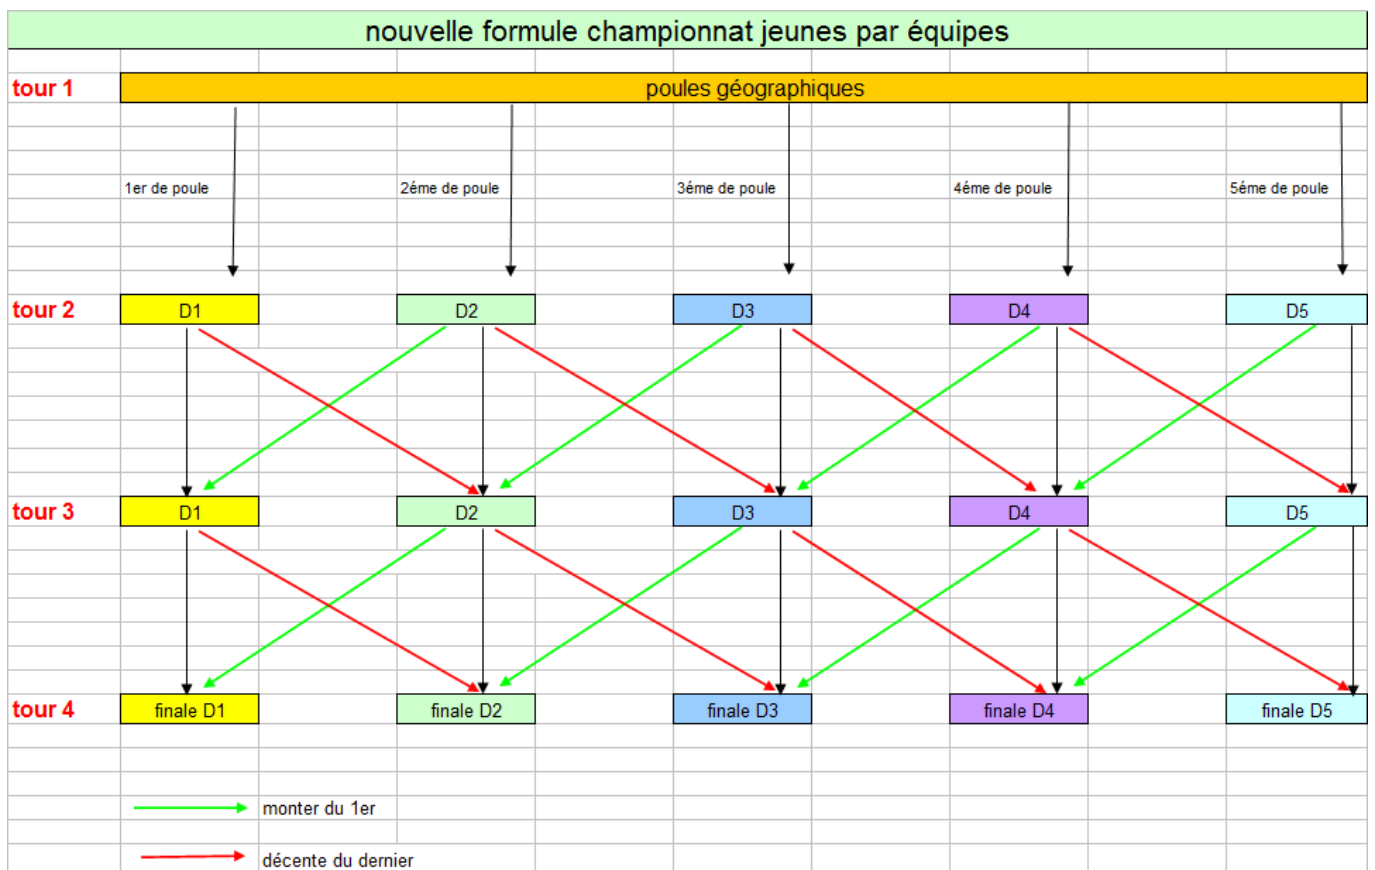 nouvelle formule championnat jeunes par équipes
tour 1
poules géographiques
1er de poule
2éme de poule
3éme de poule
4éme de poule
5éme de poule
tour 2
D1
D2
D3
D4
D5
tour 3
D1
D2
D3
D4
D5
tour 4
finale D1
finale D2
finale D3
finale D4
finale D5
monter du 1er
décente du dernier